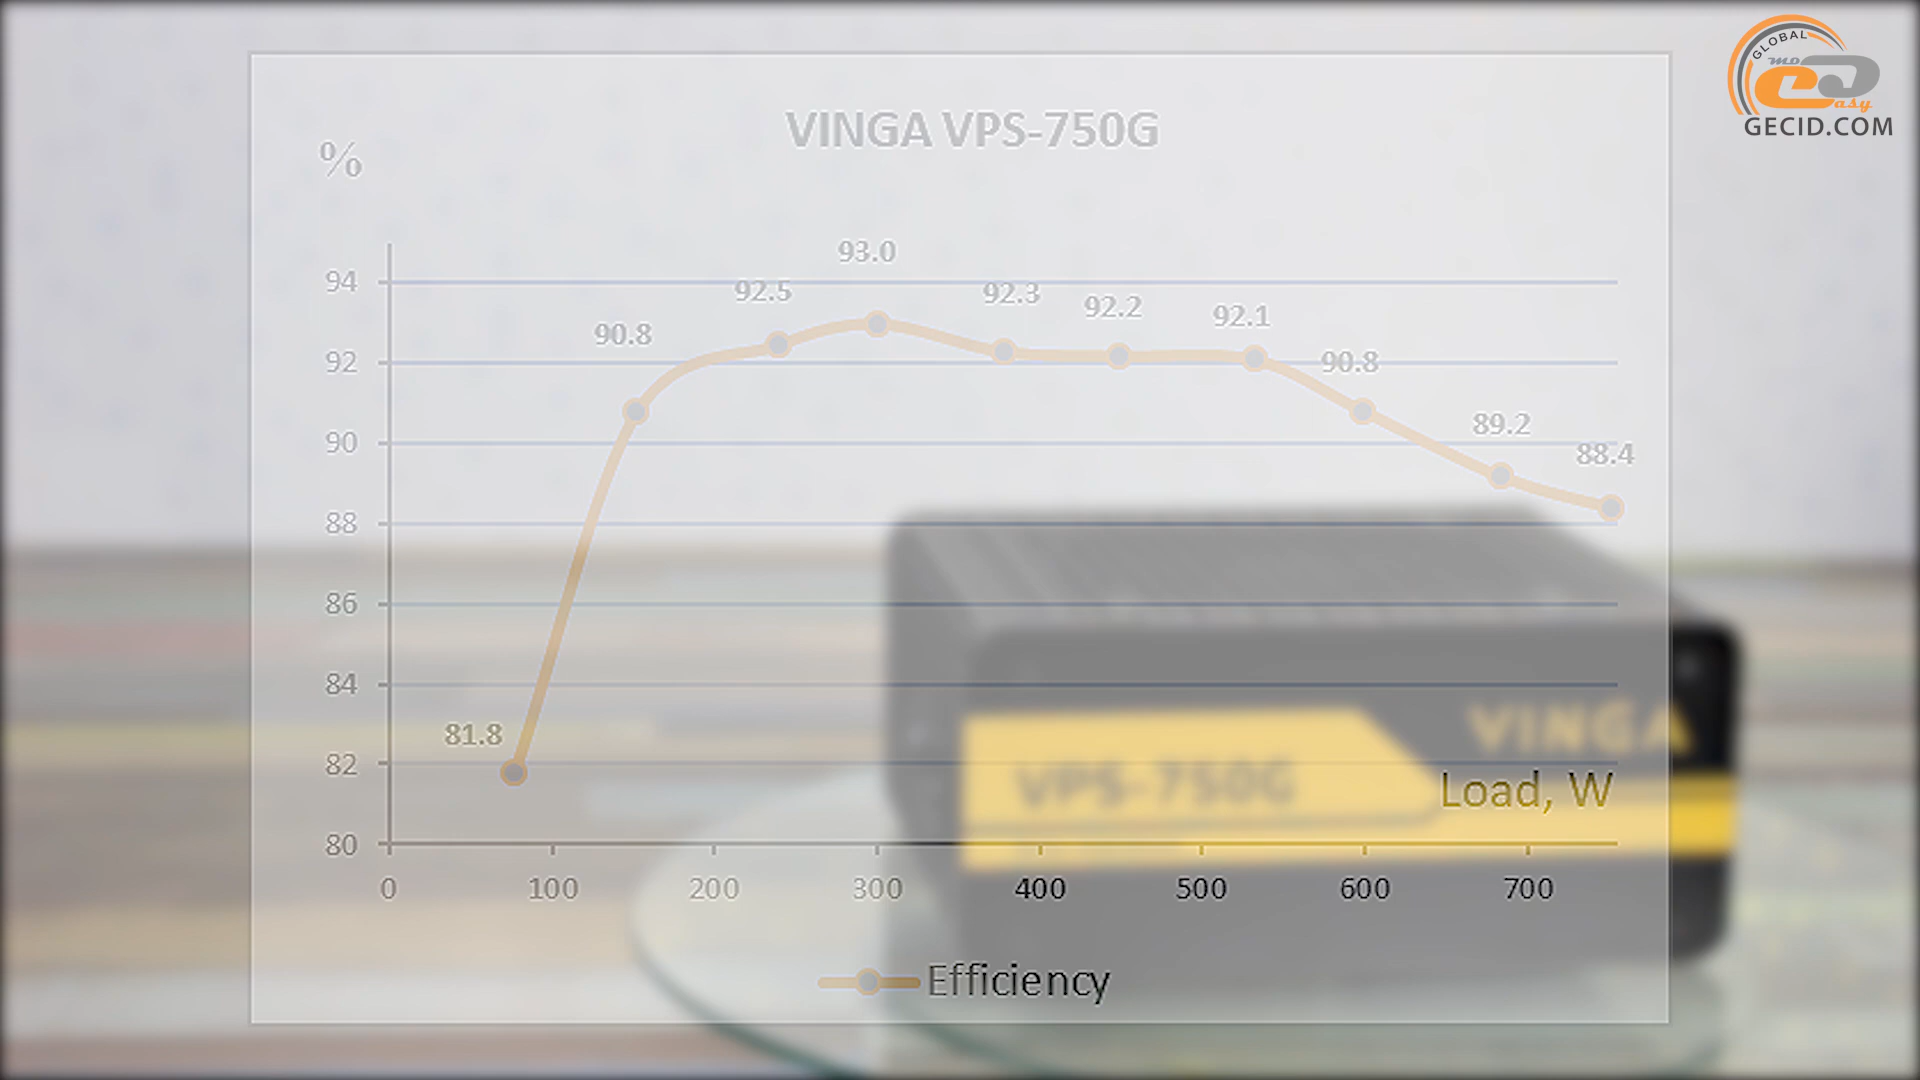 GLOBAL
MDC
easy
GECID.COM
VINGA VPS-750G
%
94
92
90
88
86
84
82
80
81.8
90.8
92.5
93.0
92.3
92.2
92.1
90.8
89.2
88.4
VINGA
VPS-750G
Load, W
0 100 200 300 400 500 600 700
Efficiency